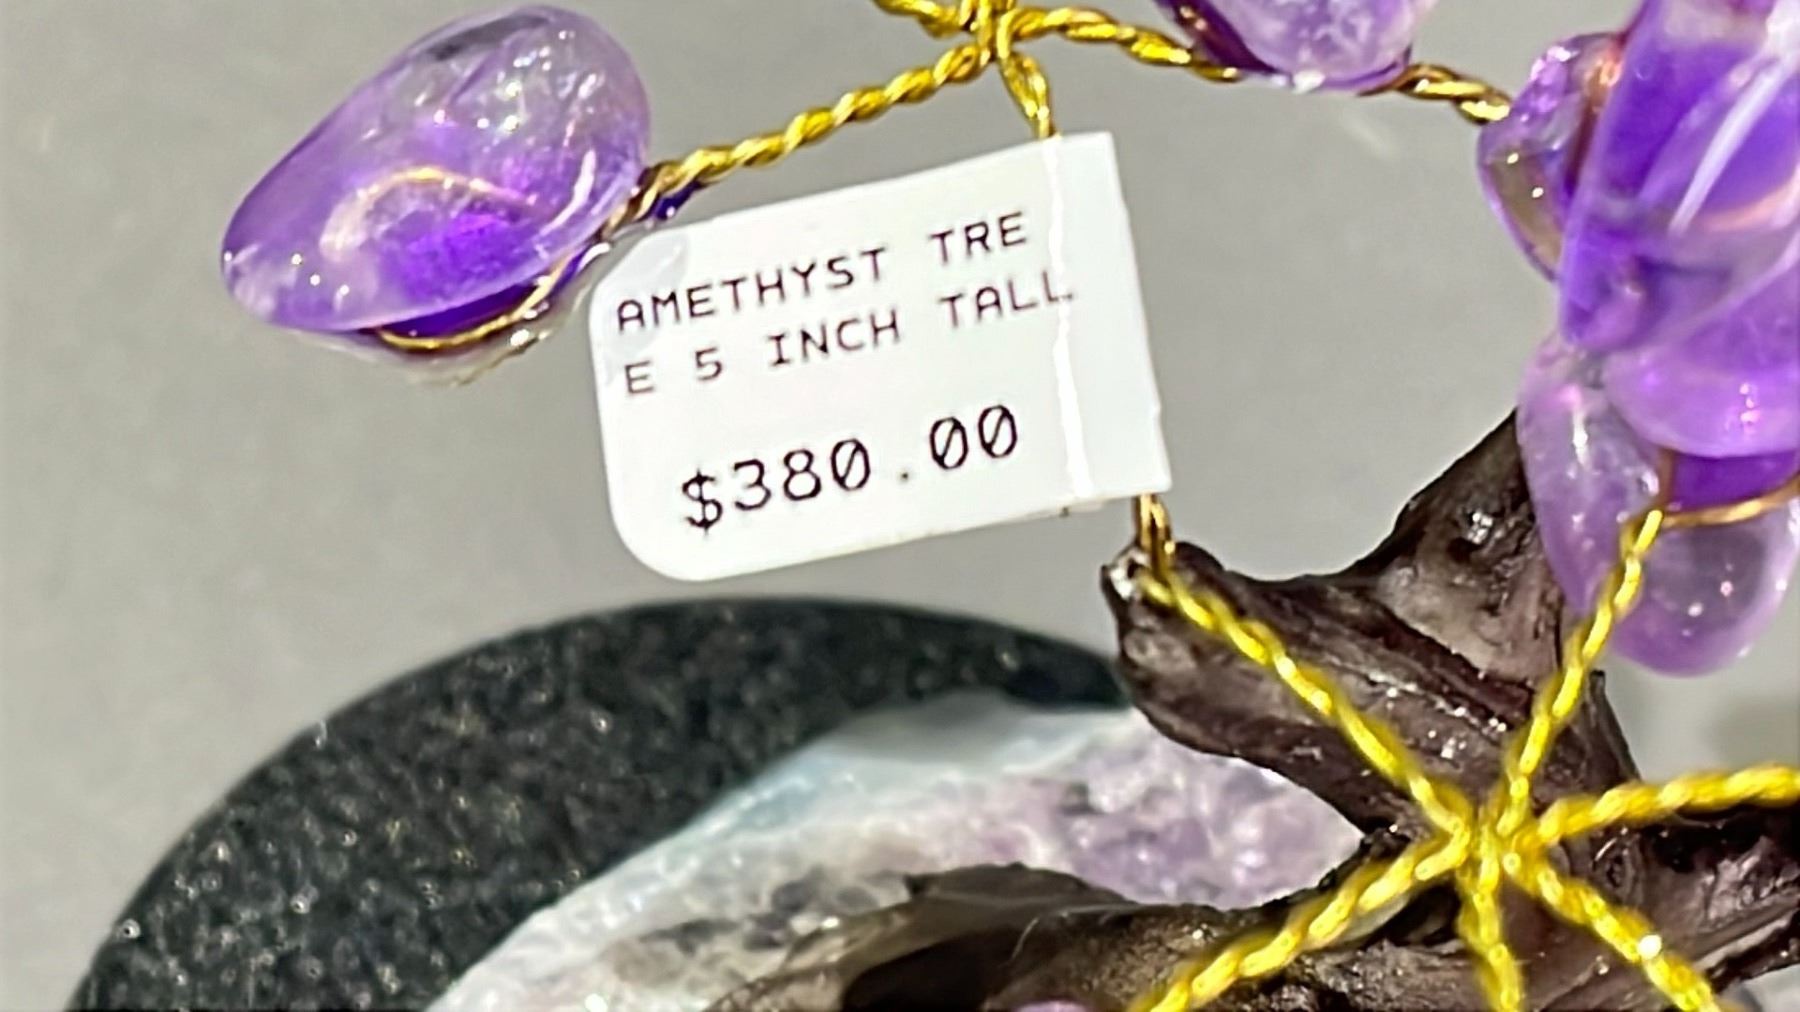 AMETHYST TRE
E 5 INCH TALL
$380.00